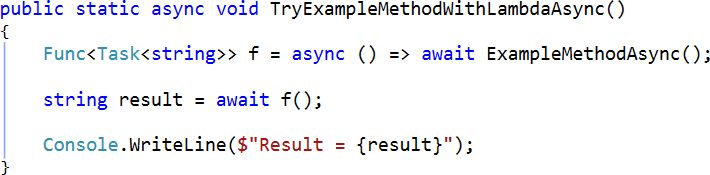 public static async void TryExampleMethodWithLambdaAsync()
{
    Func<Task<string>> f = async () => await ExampleMethodAsync();
    string result = await f();
    Console.WriteLine($"Result = {result}");
}